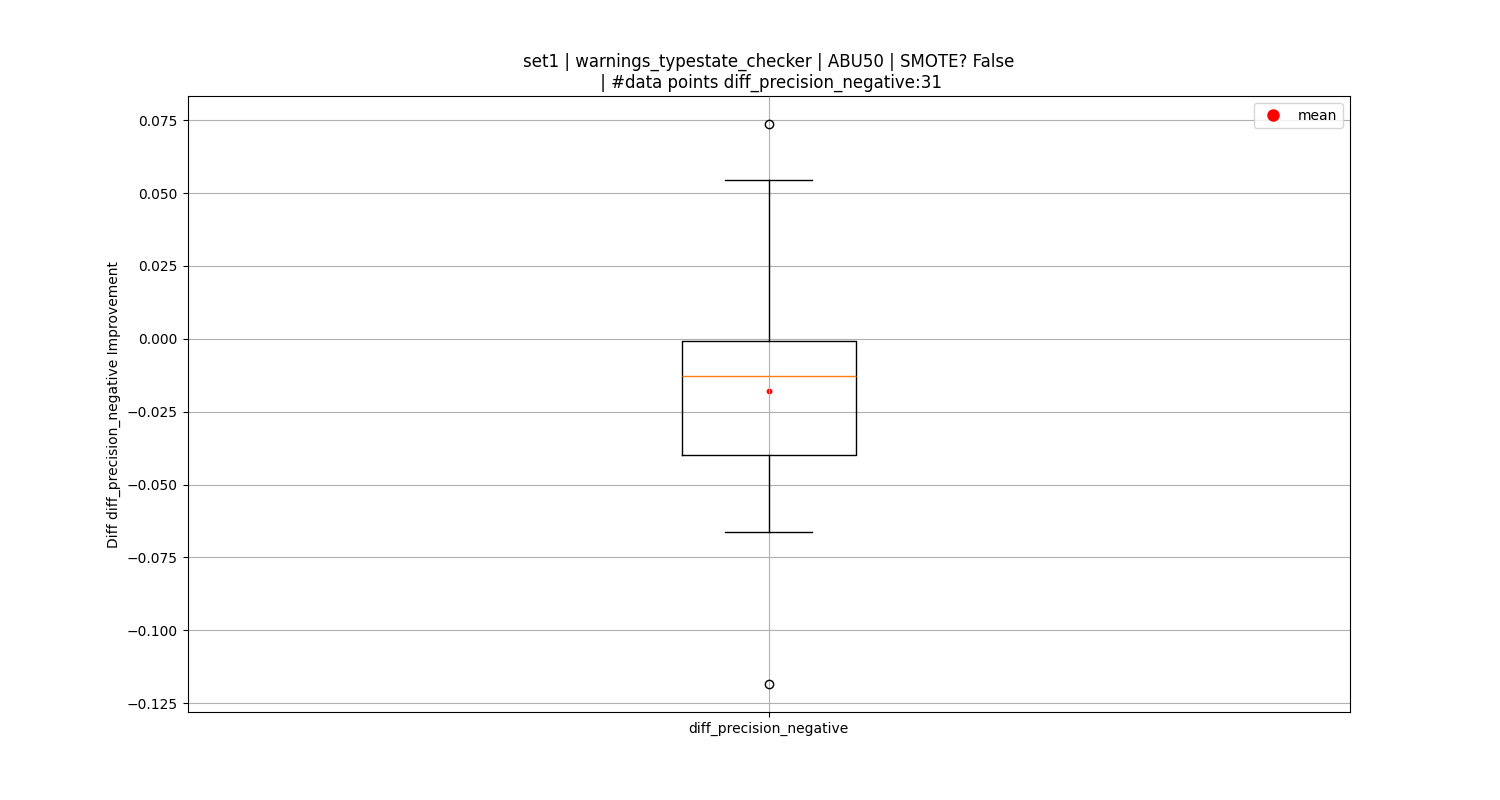 set1 | warnings_typestate_checker | ABU50 | SMOTE? False
| #data points diff_precision_negative:31
mean
0.075
0.050
0.025
0.000
−0.025
−0.050
−0.075
−0.100
−0.125
Diff diff_precision_negative Improvement
diff_precision_negative